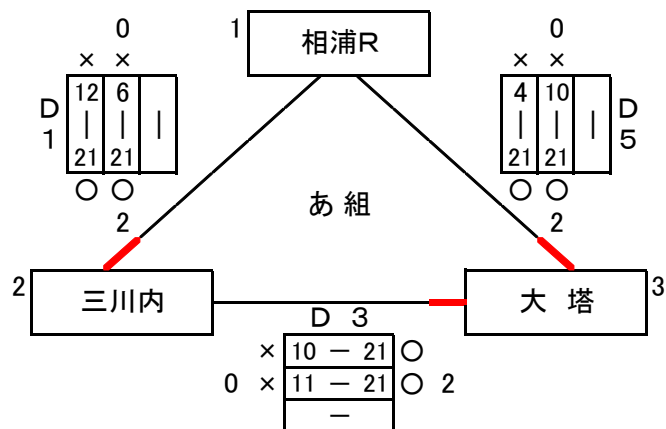 0 1 相浦R 0
× × × ×
D 1 12 6 4 10 D 5
― ― ― ― ― ―
21 21 21 21
○ ○ ○ ○
2 あ組 2
2 三川内 大 塔 3
D 3
× 10 － 21 ○
0 × 11 － 21 ○ 2
－